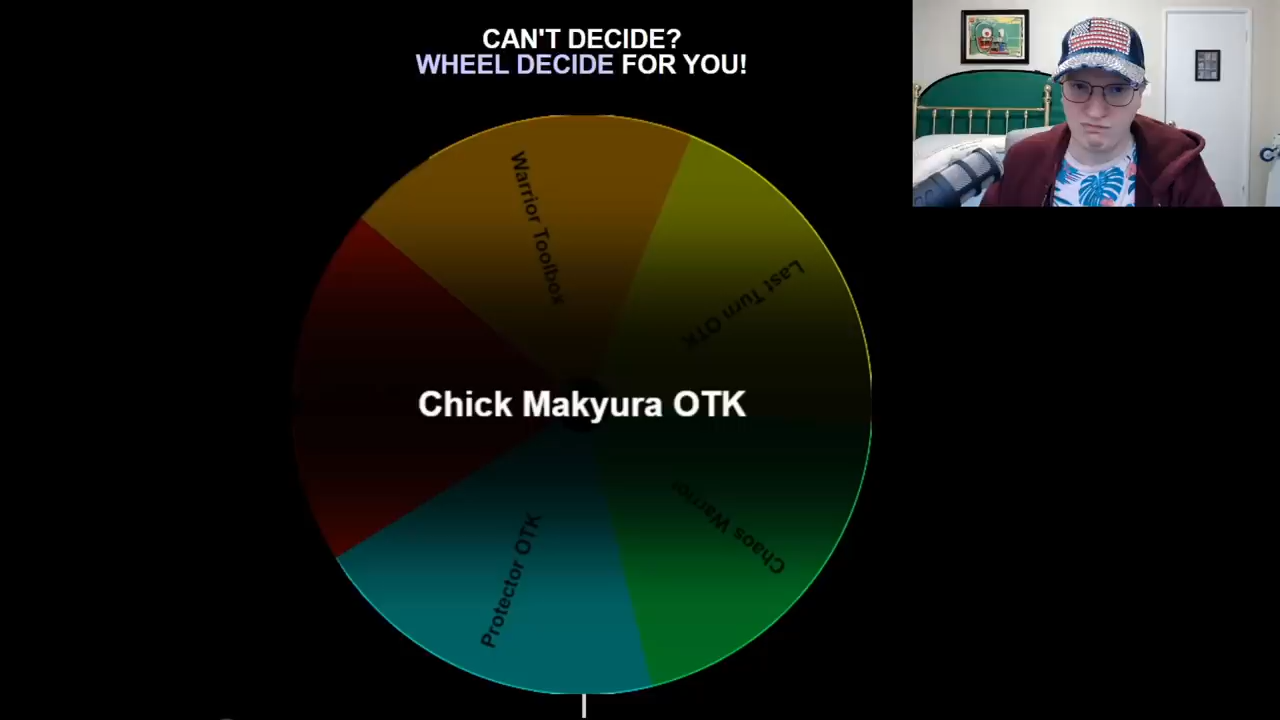 CAN'T DECIDE?
WHEEL DECIDE FOR YOU!
Warrior Toolbox
Last Turn OTK
Chick Makyura OTK
Chaos Warrior
Protector OTK